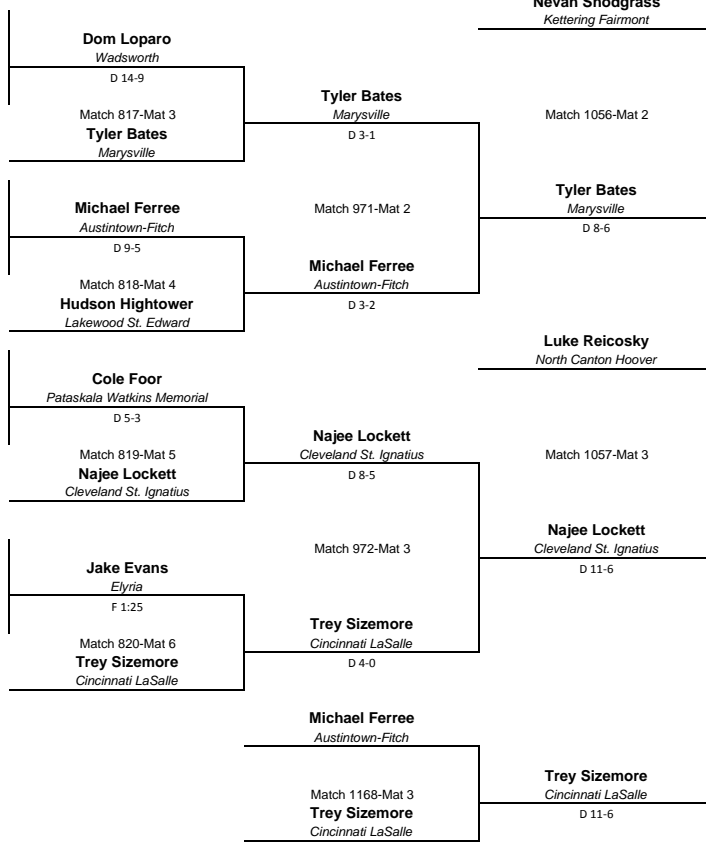 Nevan Snodgrass
Kettering Fairmont
Dom Loparo
Wadsworth
D 14-9
Match 817-Mat 3
Tyler Bates
Marysville
Tyler Bates
Marysville
D 3-1
Match 1056-Mat 2
Michael Ferree
Austintown-Fitch
D 9-5
Match 818-Mat 4
Hudson Hightower
Lakewood St. Edward
Match 971-Mat 2
Michael Ferree
Austintown-Fitch
D 3-2
Tyler Bates
Marysville
D 8-6
Luke Reicosky
North Canton Hoover
Cole Foor
Pataskala Watkins Memorial
D 5-3
Match 819-Mat 5
Najee Lockett
Cleveland St. Ignatius
Najee Lockett
Cleveland St. Ignatius
D 8-5
Match 1057-Mat 3
Jake Evans
Elyria
F 1:25
Match 820-Mat 6
Trey Sizemore
Cincinnati LaSalle
Match 972-Mat 3
Trey Sizemore
Cincinnati LaSalle
D 4-0
Najee Lockett
Cleveland St. Ignatius
D 11-6
Michael Ferree
Austintown-Fitch
Match 1168-Mat 3
Trey Sizemore
Cincinnati LaSalle
Trey Sizemore
Cincinnati LaSalle
D 11-6